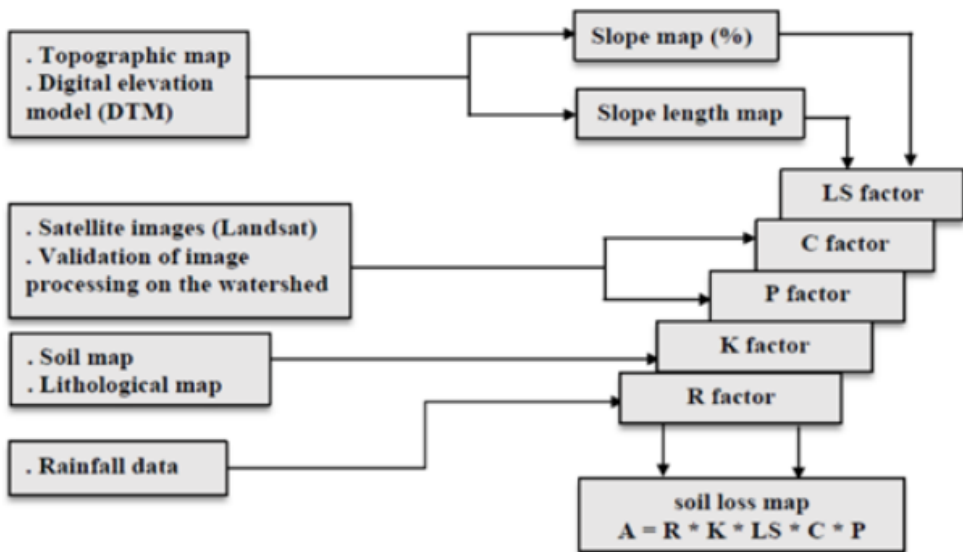 . Topographic map
. Digital elevation
model (DTM)
Slope map (%)
Slope length map
LS factor
. Satellite images (Landsat)
. Validation of image
processing on the watershed
C factor
P factor
. Soil map
. Lithological map
K factor
R factor
. Rainfall data
soil loss map
A = R * K * LS * C * P